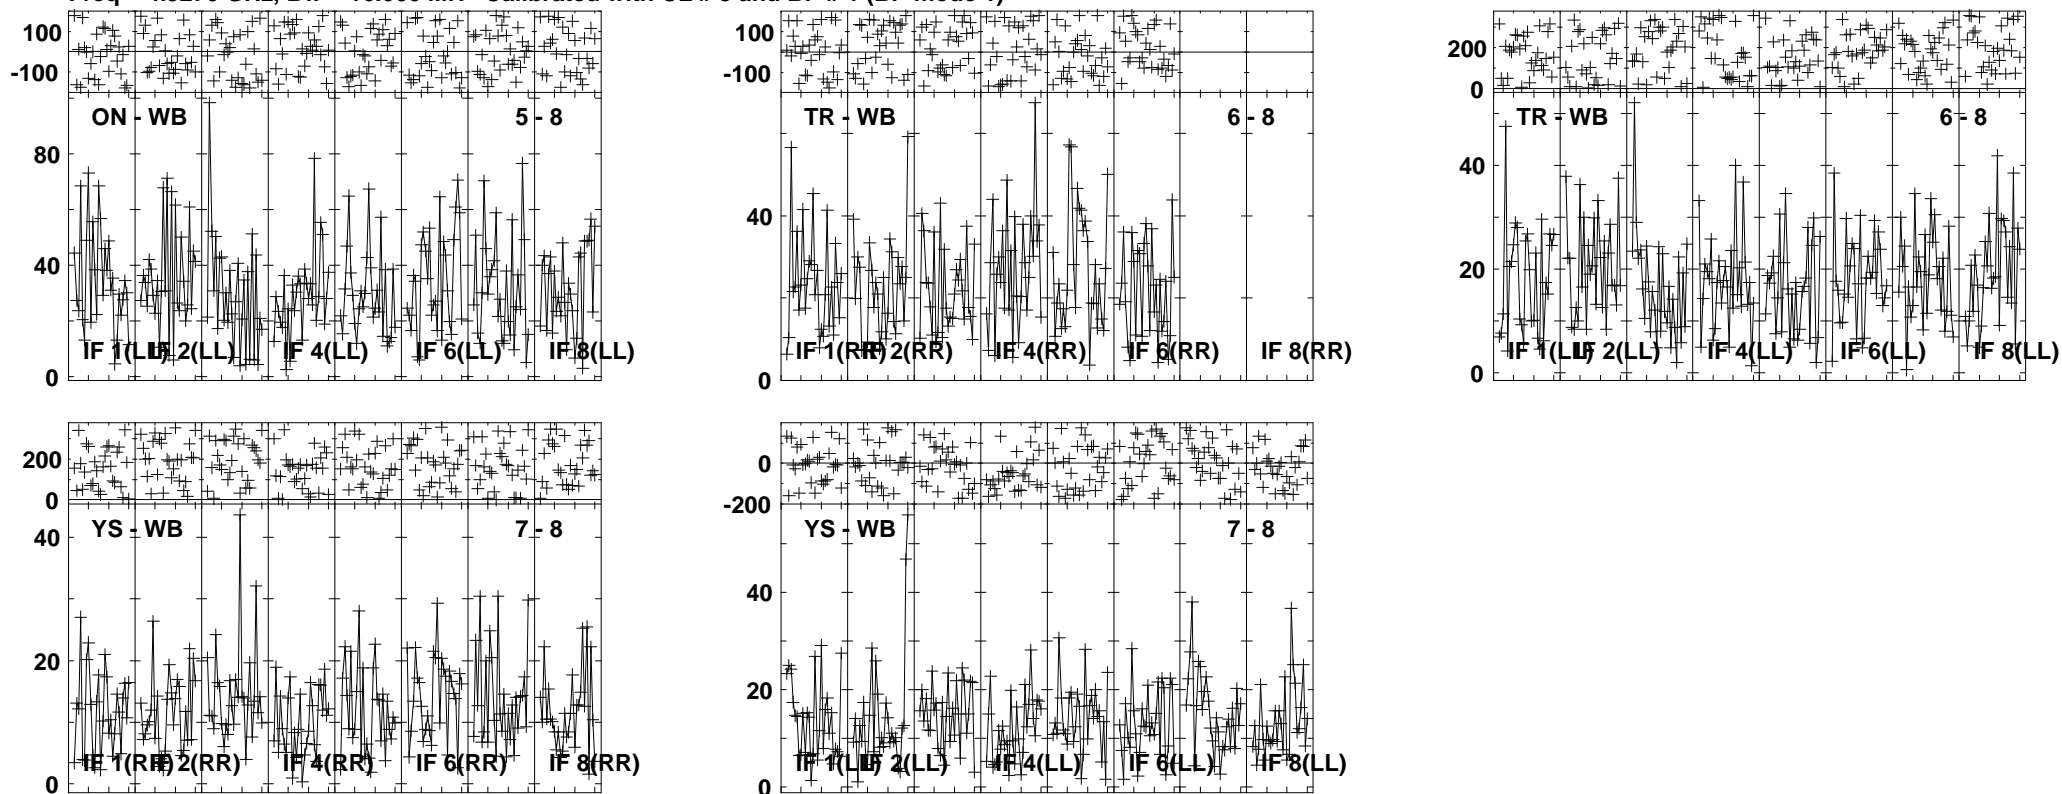 100
-100
ON - WB 5 - 8
80
40
0
IF 1(LL) IF 2(LL) IF 4(LL) IF 6(LL) IF 8(LL)
100
-100
TR - WB 6 - 8
40
0
IF 1(RR) IF 2(RR) IF 4(RR) IF 6(RR) IF 8(RR)
200
0
TR - WB 6 - 8
40
20
0
IF 1(LL) IF 2(LL) IF 4(LL) IF 6(LL) IF 8(LL)
200
0
YS - WB 7 - 8
40
20
0
IF 1(RR) IF 2(RR) IF 4(RR) IF 6(RR) IF 8(RR)
0
-200
YS - WB 7 - 8
40
20
0
IF 1(LL) IF 2(LL) IF 4(LL) IF 6(LL) IF 8(LL)